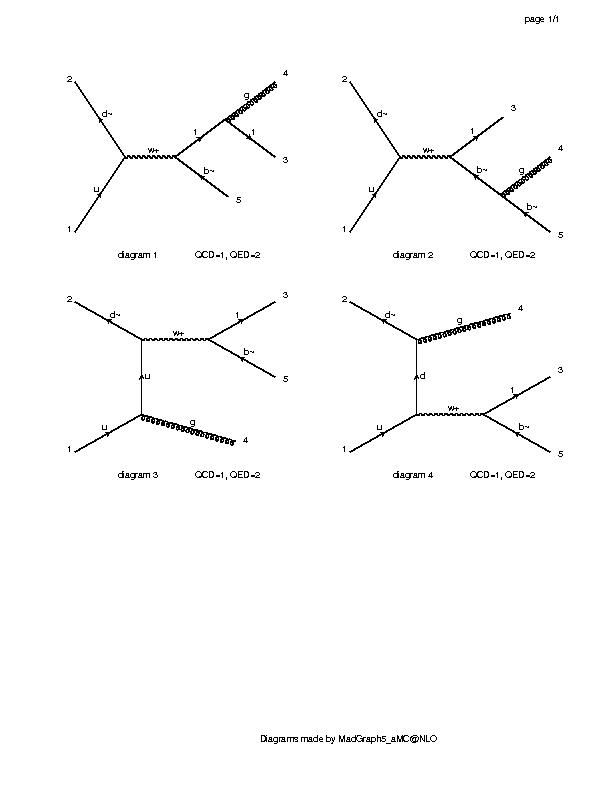 page 1/1
2
d~
u
1
w+
t
g
4
t
3
b~
5
diagram 1 QCD=1, QED=2
2
d~
u
1
w+
t
3
b~
g
4
b~
5
diagram 2 QCD=1, QED=2
2
d~
w+
t
3
b~
5
u
u
1
g
4
diagram 3 QCD=1, QED=2
2
d~
g
4
d
u
1
w+
t
3
b~
5
diagram 4 QCD=1, QED=2
Diagrams made by MadGraph5_aMC@NLO